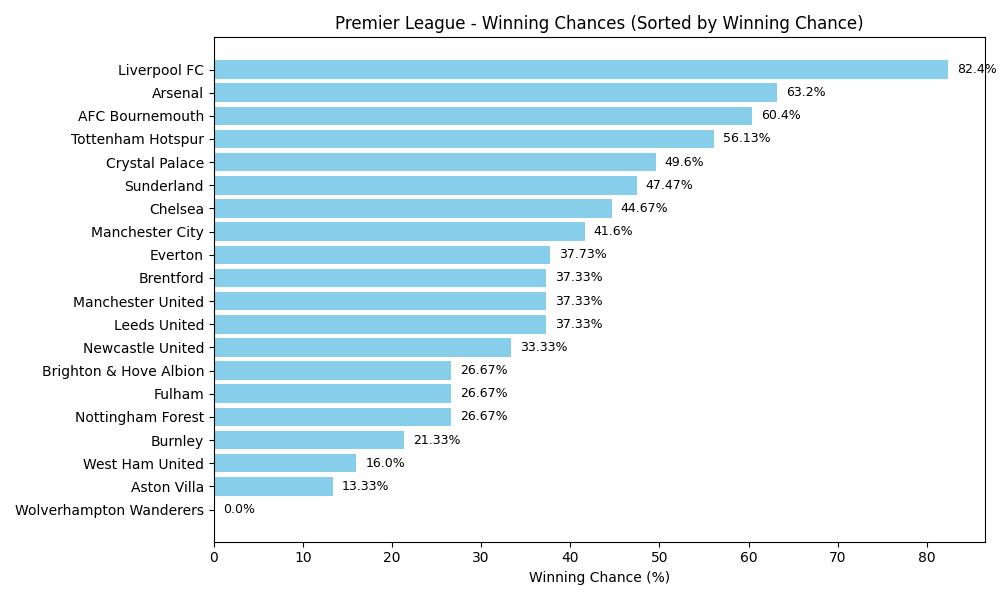 Premier League - Winning Chances (Sorted by Winning Chance)
Liverpool FC 82.4%
Arsenal 63.2%
AFC Bournemouth 60.4%
Tottenham Hotspur 56.13%
Crystal Palace 49.6%
Sunderland 47.47%
Chelsea 44.67%
Manchester City 41.6%
Everton 37.73%
Brentford 37.33%
Manchester United 37.33%
Leeds United 37.33%
Newcastle United 33.33%
Brighton & Hove Albion 26.67%
Fulham 26.67%
Nottingham Forest 26.67%
Burnley 21.33%
West Ham United 16.0%
Aston Villa 13.33%
Wolverhampton Wanderers 0.0%
0 10 20 30 40 50 60 70 80
Winning Chance (%)